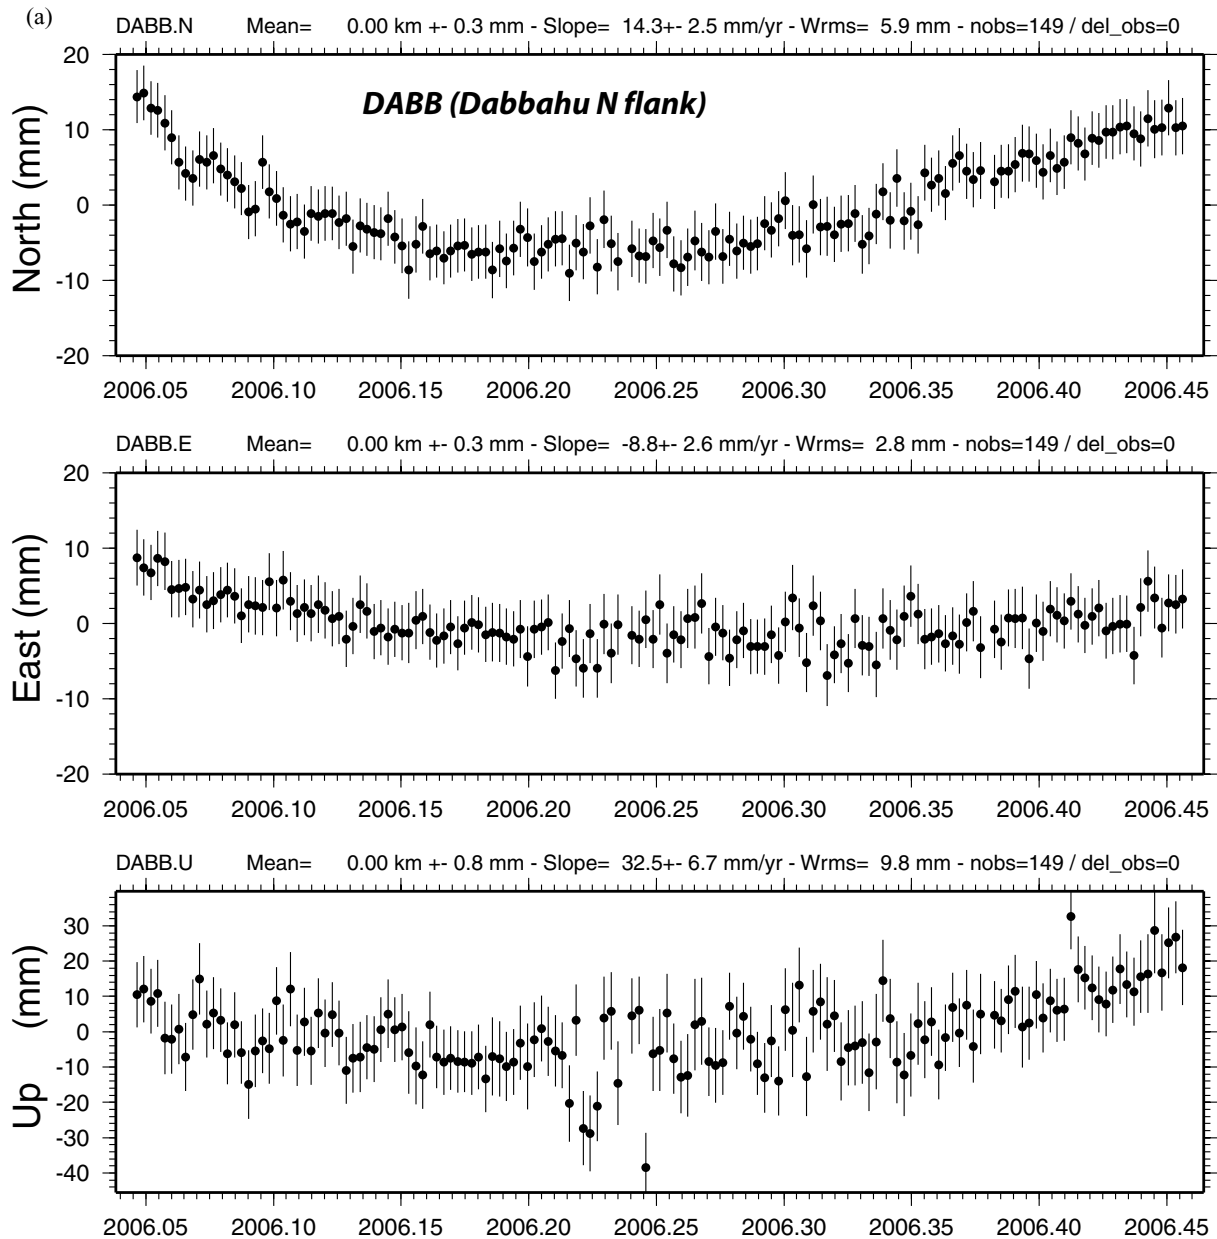 (a)
DABB.N Mean= 0.00 km +- 0.3 mm - Slope= 14.3+- 2.5 mm/yr - Wrms= 5.9 mm - nobs=149 / del_obs=0
DABB (Dabbahu N flank)
North (mm)
20
10
0
-10
-20
2006.05 2006.10 2006.15 2006.20 2006.25 2006.30 2006.35 2006.40 2006.45
DABB.E Mean= 0.00 km +- 0.3 mm - Slope= -8.8+- 2.6 mm/yr - Wrms= 2.8 mm - nobs=149 / del_obs=0
East (mm)
20
10
0
-10
-20
2006.05 2006.10 2006.15 2006.20 2006.25 2006.30 2006.35 2006.40 2006.45
DABB.U Mean= 0.00 km +- 0.8 mm - Slope= 32.5+- 6.7 mm/yr - Wrms= 9.8 mm - nobs=149 / del_obs=0
Up (mm)
30
20
10
0
-10
-20
-30
-40
2006.05 2006.10 2006.15 2006.20 2006.25 2006.30 2006.35 2006.40 2006.45